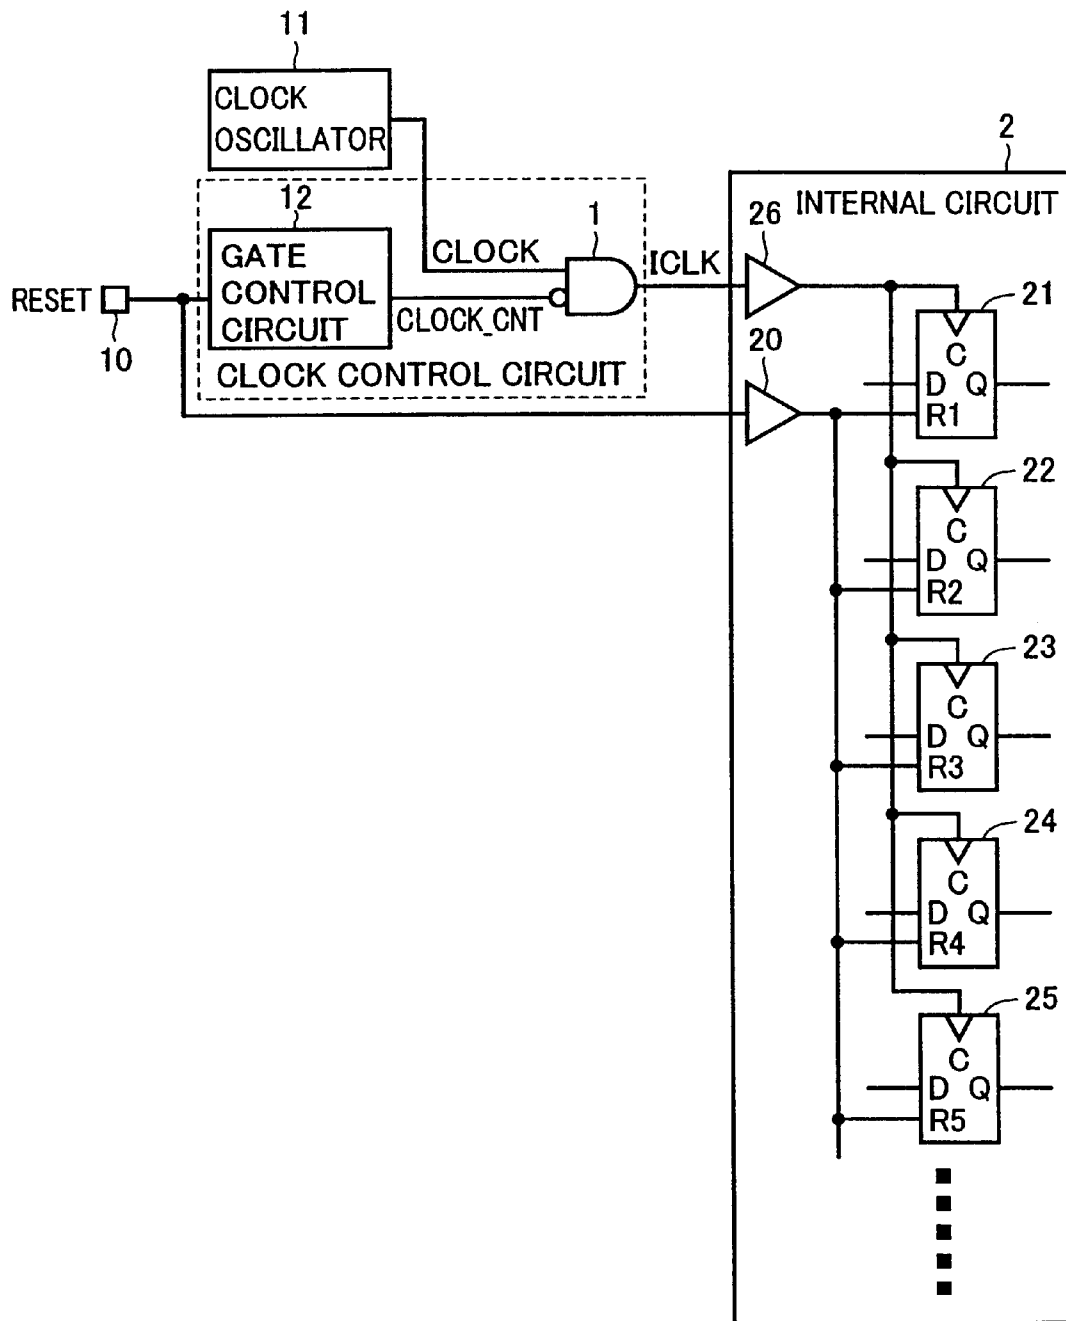 11
CLOCK
OSCILLATOR
2
INTERNAL CIRCUIT
12
GATE
CONTROL
CIRCUIT
1
CLOCK
CLOCK_CNT
ICLK
CLOCK CONTROL CIRCUIT
RESET
10
26
20
21
C
D Q
R1
22
C
D Q
R2
23
C
D Q
R3
24
C
D Q
R4
25
C
D Q
R5